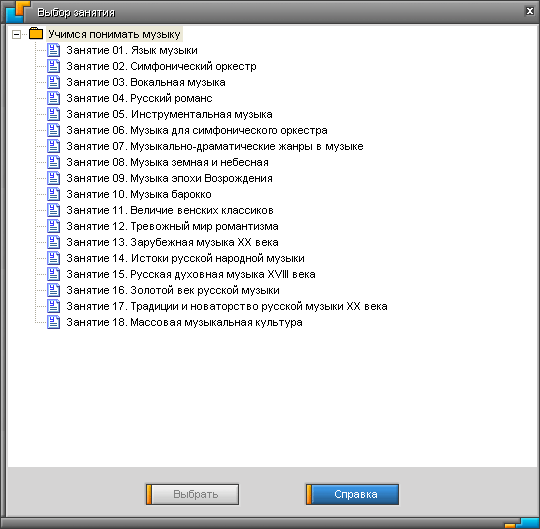 Выбор занятия
x
Учимся понимать музыку
Занятие 01. Язык музыки
Занятие 02. Симфонический оркестр
Занятие 03. Вокальная музыка
Занятие 04. Русский романс
Занятие 05. Инструментальная музыка
Занятие 06. Музыка для симфонического оркестра
Занятие 07. Музыкально-драматические жанры в музыке
Занятие 08. Музыка земная и небесная
Занятие 09. Музыка эпохи Возрождения
Занятие 10. Музыка барокко
Занятие 11. Величие венских классиков
Занятие 12. Тревожный мир романтизма
Занятие 13. Зарубежная музыка XX века
Занятие 14. Истоки русской народной музыки
Занятие 15. Русская духовная музыка XVIII века
Занятие 16. Золотой век русской музыки
Занятие 17. Традиции и новаторство русской музыки XX века
Занятие 18. Массовая музыкальная культура
Выбрать
Справка